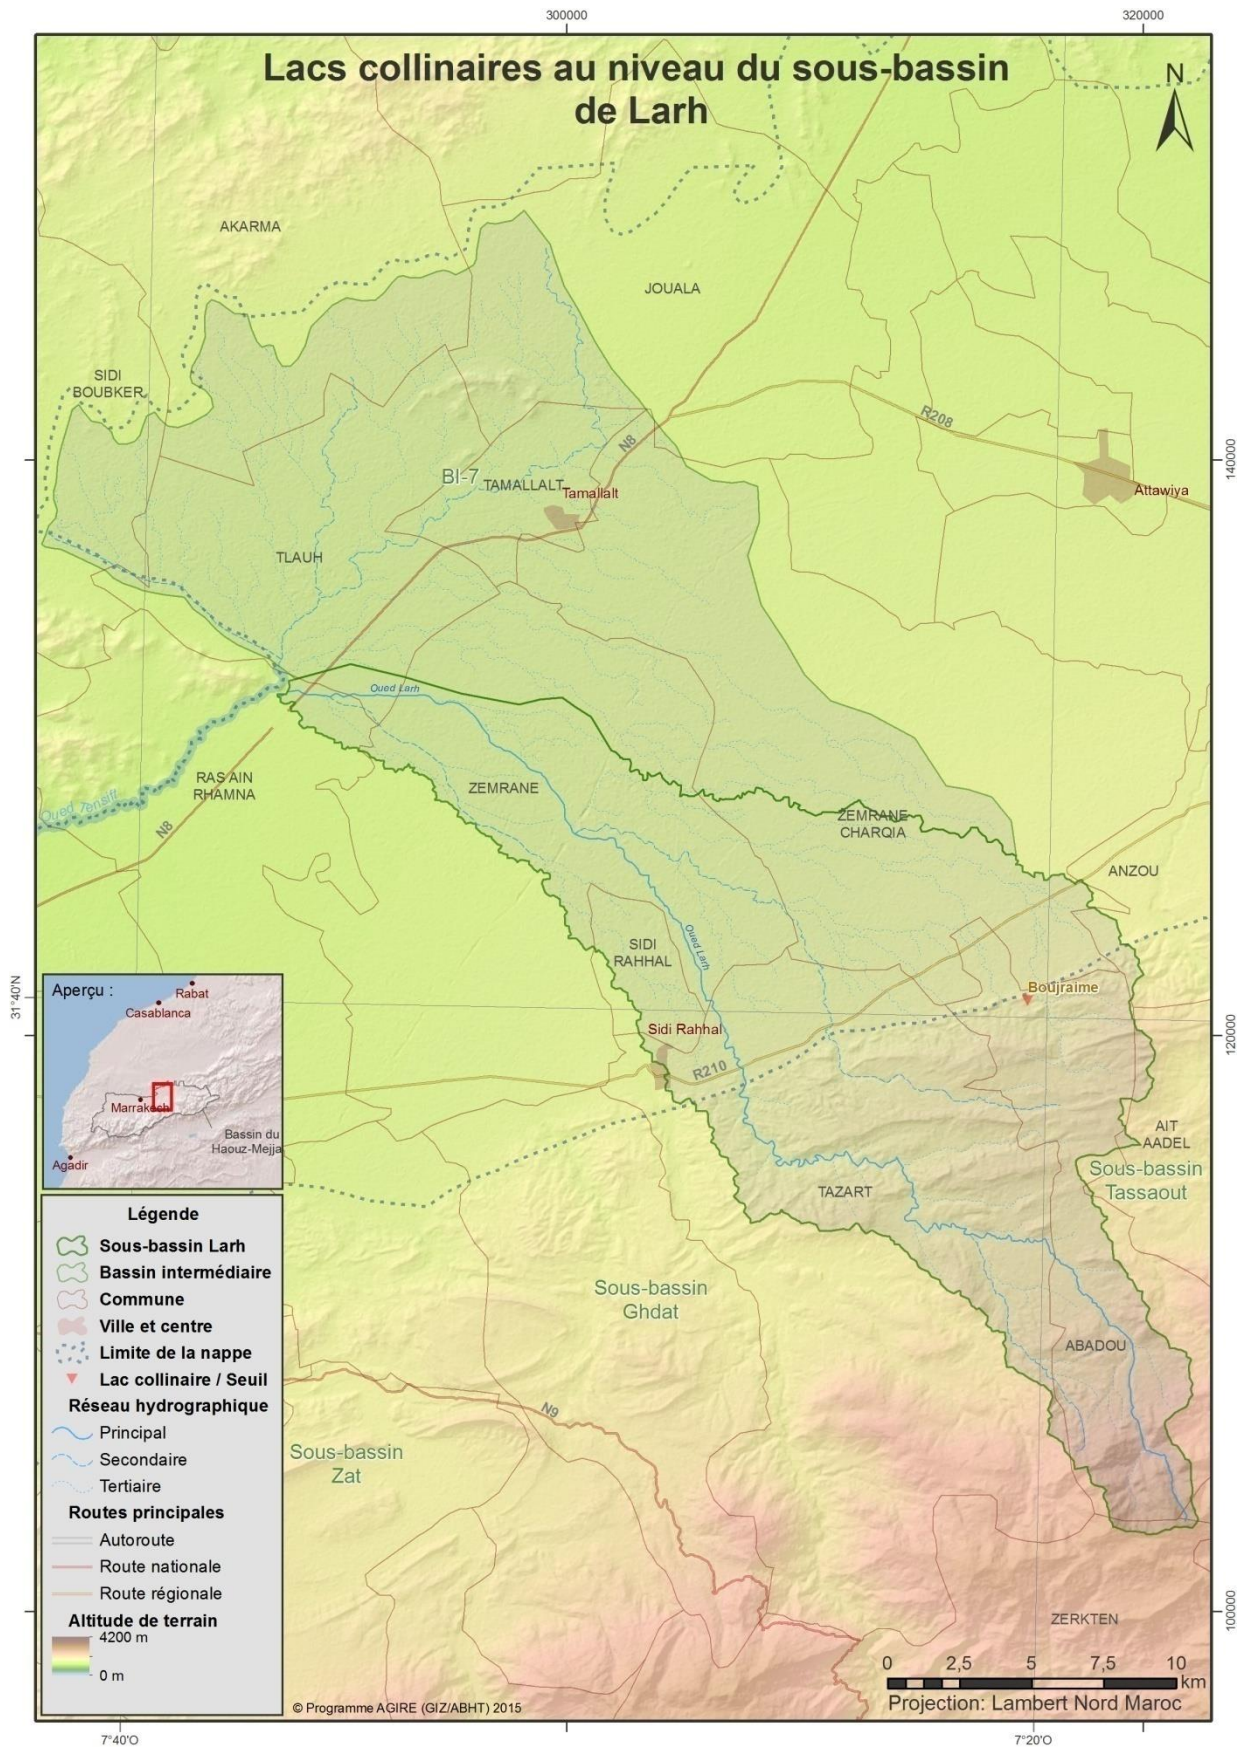 300000
320000
Lacs collinaires au niveau du sous-bassin
de Larh
N
AKARMA
JOUALA
SIDI
BOUBKER
R208
N8
140000
BI-7
TAMALLALT
Tamallalt
Attawiya
TLAUH
Oued Larh
RAS AIN
RHAMNA
ZEMRANE
Oued Tensift
N8
ZEMRANE
CHARQIA
ANZOU
SIDI
RAHHAL
Oued Larh
31°40'N
Boujraime
Sidi Rahhal
120000
R210
AIT
AADEL
Sous-bassin
Tassaout
TAZART
Sous-bassin
Ghdat
ABADOU
N9
Sous-bassin
Zat
ZERKTEN
100000
Aperçu :
Rabat
Casablanca
Marrakech
Bassin du
Haouz-Mejja
Agadir
Légende
Sous-bassin Larh
Bassin intermédiaire
Commune
Ville et centre
Limite de la nappe
Lac collinaire / Seuil
Réseau hydrographique
Principal
Secondaire
Tertiaire
Routes principales
Autoroute
Route nationale
Route régionale
Altitude de terrain
4200 m
0 m
© Programme AGIRE (GIZ/ABHT) 2015
0 2,5 5 7,5 10
km
Projection: Lambert Nord Maroc
7°40'O
7°20'O